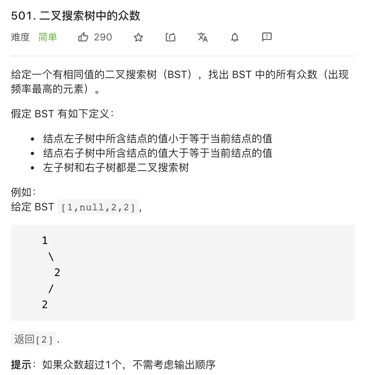 501. 二叉搜索树中的众数
难度 简单 290
给定一个有相同值的二叉搜索树（BST），找出 BST 中的所有众数（出现
频率最高的元素）。
假定 BST 有如下定义：
• 结点左子树中所含结点的值小于等于当前结点的值
• 结点右子树中所含结点的值大于等于当前结点的值
• 左子树和右子树都是二叉搜索树
例如：
给定 BST [1,null,2,2],
1
\
2
/
2
返回[2].
提示：如果众数超过1个，不需考虑输出顺序